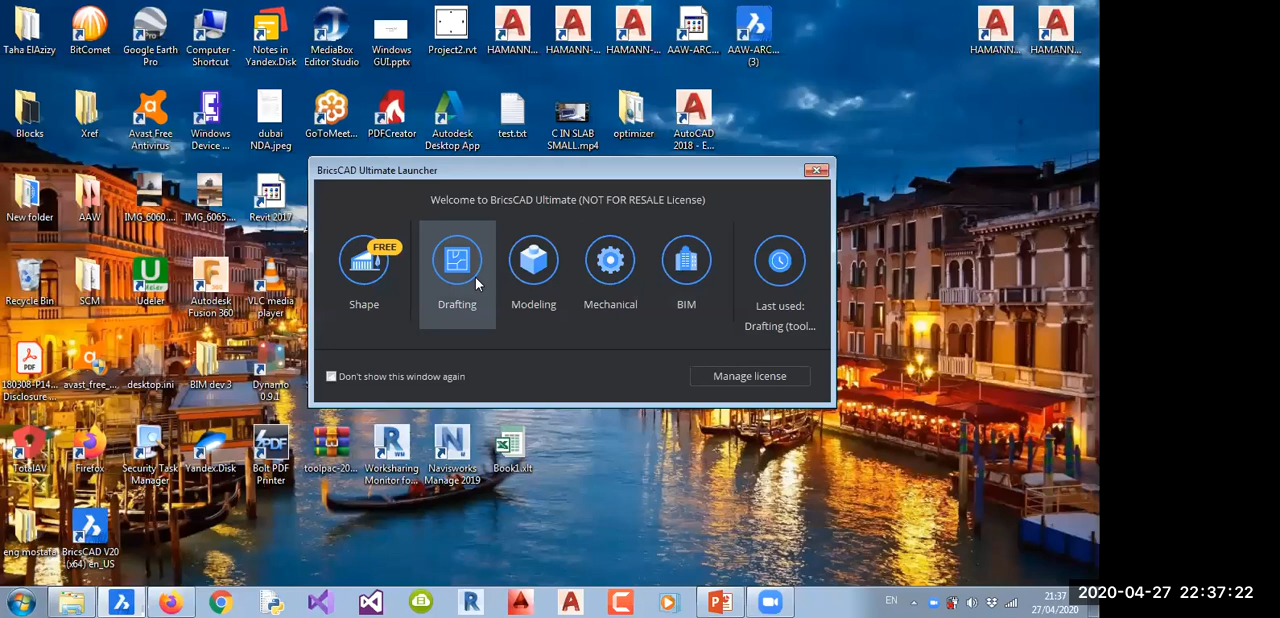 Taha ElAzizy
BitComet
Google Earth
Pro
Computer -
Shortcut
Notes in
Yandex.Disk
MediaBox
Editor Studio
Windows
GUI.pptx
Project2.rvt
HAMANN...
HAMANN-...
HAMANN-...
AAW-ARC...
AAW-ARC...
(3)
HAMANN...
HAMANN...
Blocks
Xref
Avast Free
Antivirus
Windows
Device ...
dubai
NDA.jpeg
GoToMeet...
PDFCreator
Autodesk
Desktop App
test.txt
C IN SLAB
SMALL.mp4
optimizer
AutoCAD
2018 - E...
BricsCAD Ultimate Launcher
Welcome to BricsCAD Ultimate (NOT FOR RESALE License)
FREE
Shape
Drafting
Modeling
Mechanical
BIM
Last used:
Drafting (tool...
Don't show this window again
Manage license
New folder
AAW
IMG_6060....
IMG_6065....
Revit 2017
Recycle Bin
SCM
Udeler
Autodesk
Fusion 360
VLC media
player
PDF
180308-P14...
Disclosure ...
avast_free_...
desktop.ini
BIM dev 3
Dynamo
0.9.1
TotalAV
Firefox
Security Task
Manager
Yandex.Disk
Bolt PDF
Printer
toolpac-20...
Worksharing
Monitor fo...
Navisworks
Manage 2019
Book1.xlt
eng mostafa
BricsCAD V20
(x64) en_US
EN
21:37
27/04/2020
2020-04-27 22:37:22